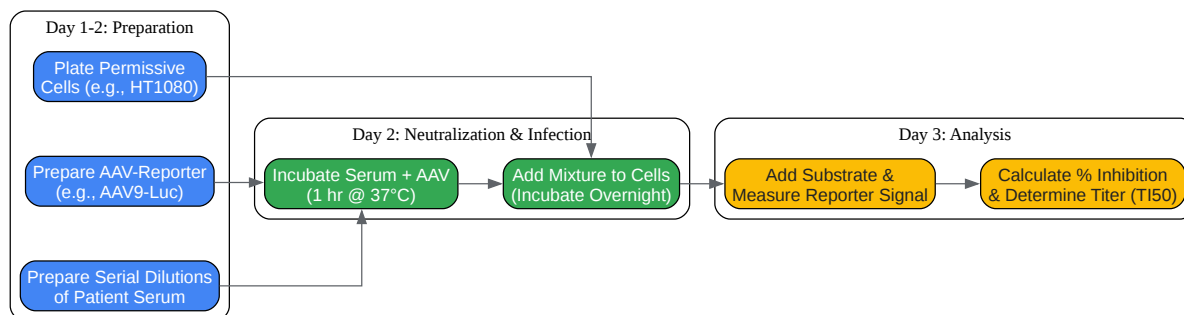 Day 1-2: Preparation
Plate Permissive
Cells (e.g., HT1080)
Prepare AAV-Reporter
(e.g., AAV9-Luc)
Prepare Serial Dilutions
of Patient Serum
Day 2: Neutralization & Infection
Incubate Serum + AAV
(1 hr @ 37°C)
Add Mixture to Cells
(Incubate Overnight)
Day 3: Analysis
Add Substrate &
Measure Reporter Signal
Calculate % Inhibition
& Determine Titer (TI50)